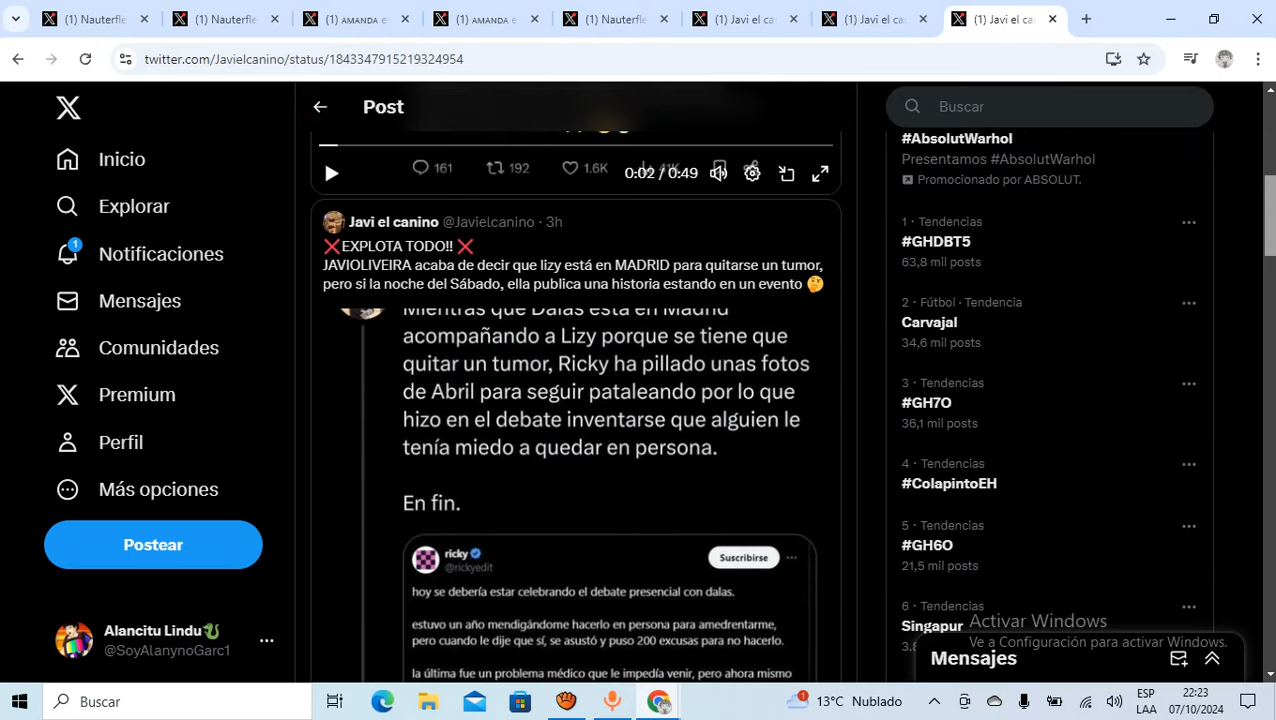 (1) Nauterfle
(1) Nauterfle
(1) AMANDA e
(1) AMANDA e
(1) Nauterfle
(1) Javi el ca
(1) Javi el ca
(1) Javi el ca
twitter.com/Javielcanino/status/1843347915219324954
Post
Buscar
Inicio
Explorar
1
Notificaciones
Mensajes
Comunidades
Premium
Perfil
Más opciones
Postear
Alancitu Lindu🐍
@SoyAlanynoGarc1
161
192
1.6K
41K
0:02 / 0:49
Javi el canino @Javielcanino · 3h
❌EXPLOTA TODO!! ❌
JAVIOLIVEIRA acaba de decir que lizy está en MADRID para quitarse un tumor,
pero si la noche del Sábado, ella publica una historia estando en un evento 🤔
Mientras que Dalas está en Madrid
acompañando a Lizy porque se tiene que
quitar un tumor, Ricky ha pillado unas fotos
de Abril para seguir pataleando por lo que
hizo en el debate inventarse que alguien le
tenía miedo a quedar en persona.
En fin.
ricky
@rickyedit
Suscribirse
hoy se debería estar celebrando el debate presencial con dalas.
estuvo un año mendigándome hacerlo en persona para amedrentarme,
pero cuando le dije que sí, se asustó y puso 200 excusas para no hacerlo.
la última fue un problema médico que le impedía venir, pero ahora mismo
#AbsolutWarhol
Presentamos #AbsolutWarhol
Promocionado por ABSOLUT.
1 · Tendencias
#GHDBT5
63,8 mil posts
2 · Fútbol · Tendencia
Carvajal
34,6 mil posts
3 · Tendencias
#GH7O
36,1 mil posts
4 · Tendencias
#ColapintoEH
5 · Tendencias
#GH6O
21,5 mil posts
6 · Tendencias
Singapur
Activar Windows
Ve a Configuración para activar Windows.
Mensajes
Buscar
1
13°C Nublado
ESP
LAA
22:23
07/10/2024